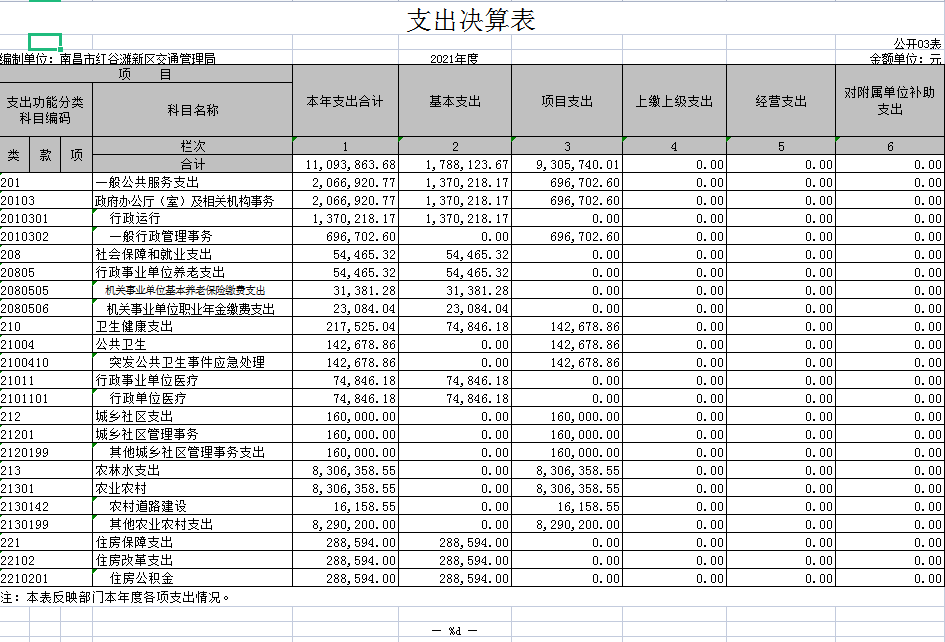 支出决算表
公开03表
编制单位：南昌市红谷滩新区交通管理局 2021年度 金额单位：元
项 目 本年支出合计 基本支出 项目支出 上缴上级支出 经营支出 对附属单位补助支出
支出功能分类科目编码 科目名称
类 款 项 栏次 1 2 3 4 5 6
合计 11,093,863.68 1,788,123.67 9,305,740.01 0.00 0.00 0.00
201 一般公共服务支出 2,066,920.77 1,370,218.17 696,702.60 0.00 0.00 0.00
20103 政府办公厅（室）及相关机构事务 2,066,920.77 1,370,218.17 696,702.60 0.00 0.00 0.00
2010301 行政运行 1,370,218.17 1,370,218.17 0.00 0.00 0.00 0.00
2010302 一般行政管理事务 696,702.60 0.00 696,702.60 0.00 0.00 0.00
208 社会保障和就业支出 54,465.32 54,465.32 0.00 0.00 0.00 0.00
20805 行政事业单位养老支出 54,465.32 54,465.32 0.00 0.00 0.00 0.00
2080505 机关事业单位基本养老保险缴费支出 31,381.28 31,381.28 0.00 0.00 0.00 0.00
2080506 机关事业单位职业年金缴费支出 23,084.04 23,084.04 0.00 0.00 0.00 0.00
210 卫生健康支出 217,525.04 74,846.18 142,678.86 0.00 0.00 0.00
21004 公共卫生 142,678.86 0.00 142,678.86 0.00 0.00 0.00
2100410 突发公共卫生事件应急处理 142,678.86 0.00 142,678.86 0.00 0.00 0.00
21011 行政事业单位医疗 74,846.18 74,846.18 0.00 0.00 0.00 0.00
2101101 行政单位医疗 74,846.18 74,846.18 0.00 0.00 0.00 0.00
212 城乡社区支出 160,000.00 0.00 160,000.00 0.00 0.00 0.00
21201 城乡社区管理事务 160,000.00 0.00 160,000.00 0.00 0.00 0.00
2120199 其他城乡社区管理事务支出 160,000.00 0.00 160,000.00 0.00 0.00 0.00
213 农林水支出 8,306,358.55 0.00 8,306,358.55 0.00 0.00 0.00
21301 农业农村 8,306,358.55 0.00 8,306,358.55 0.00 0.00 0.00
2130142 农村道路建设 16,158.55 0.00 16,158.55 0.00 0.00 0.00
2130199 其他农业农村支出 8,290,200.00 0.00 8,290,200.00 0.00 0.00 0.00
221 住房保障支出 288,594.00 288,594.00 0.00 0.00 0.00 0.00
22102 住房改革支出 288,594.00 288,594.00 0.00 0.00 0.00 0.00
2210201 住房公积金 288,594.00 288,594.00 0.00 0.00 0.00 0.00
注：本表反映部门本年度各项支出情况。
— %d —